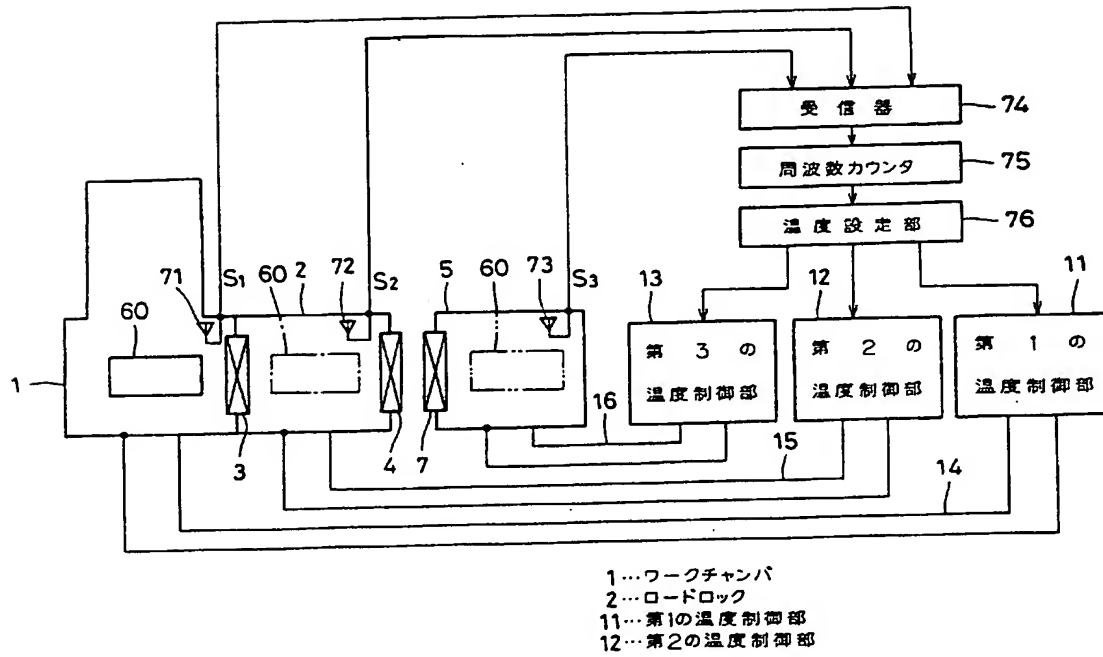 受信器
74
周波数カウンタ
75
温度設定部
76
71
S1
2
60
72
S2
5
60
73
S3
13
12
11
60
1
第3の
温度制御部
第2の
温度制御部
第1の
温度制御部
3
4
7
16
15
14
1…ワークチャンバ
2…ロードロック
11…第1の温度制御部
12…第2の温度制御部